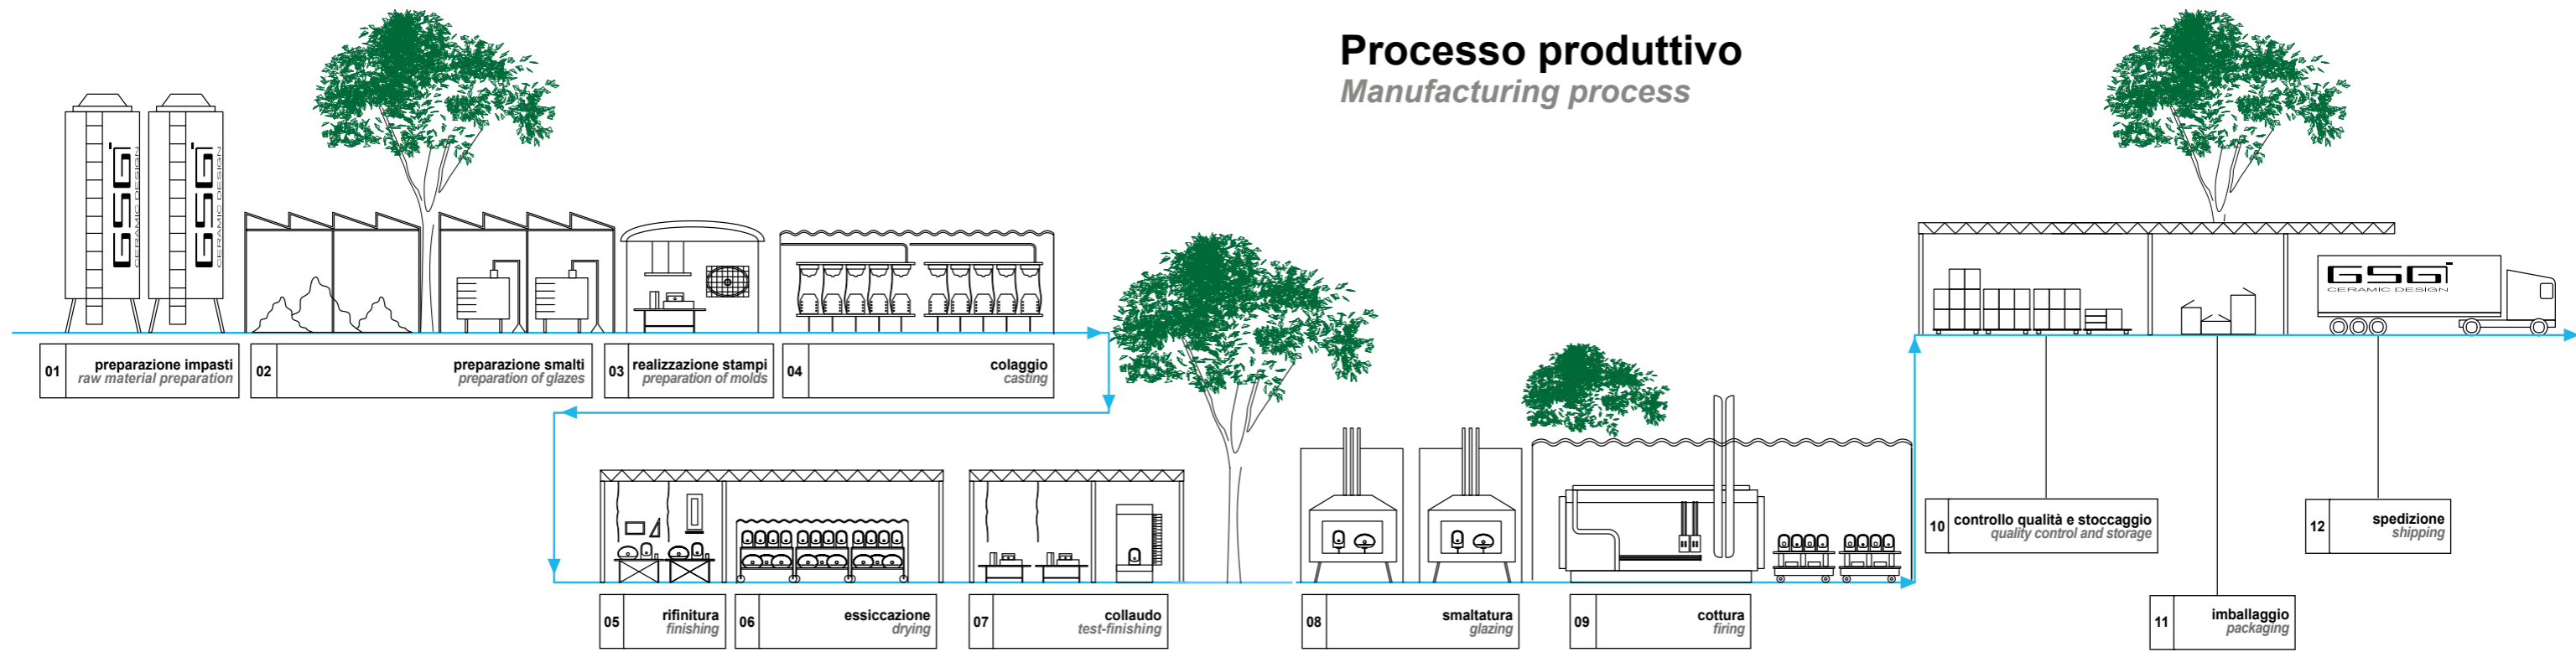 Processo produttivo
Manufacturing process
GSG
CERAMIC DESIGN
GSG
CERAMIC DESIGN
GSG
CERAMIC DESIGN
01
preparazione impasti
raw material preparation
02
preparazione smalti
preparation of glazes
03
realizzazione stampi
preparation of molds
04
colaggio
casting
05
rifinitura
finishing
06
essiccazione
drying
07
collaudo
test-finishing
08
smaltatura
glazing
09
cottura
firing
10
controllo qualità e stoccaggio
quality control and storage
11
imballaggio
packaging
12
spedizione
shipping